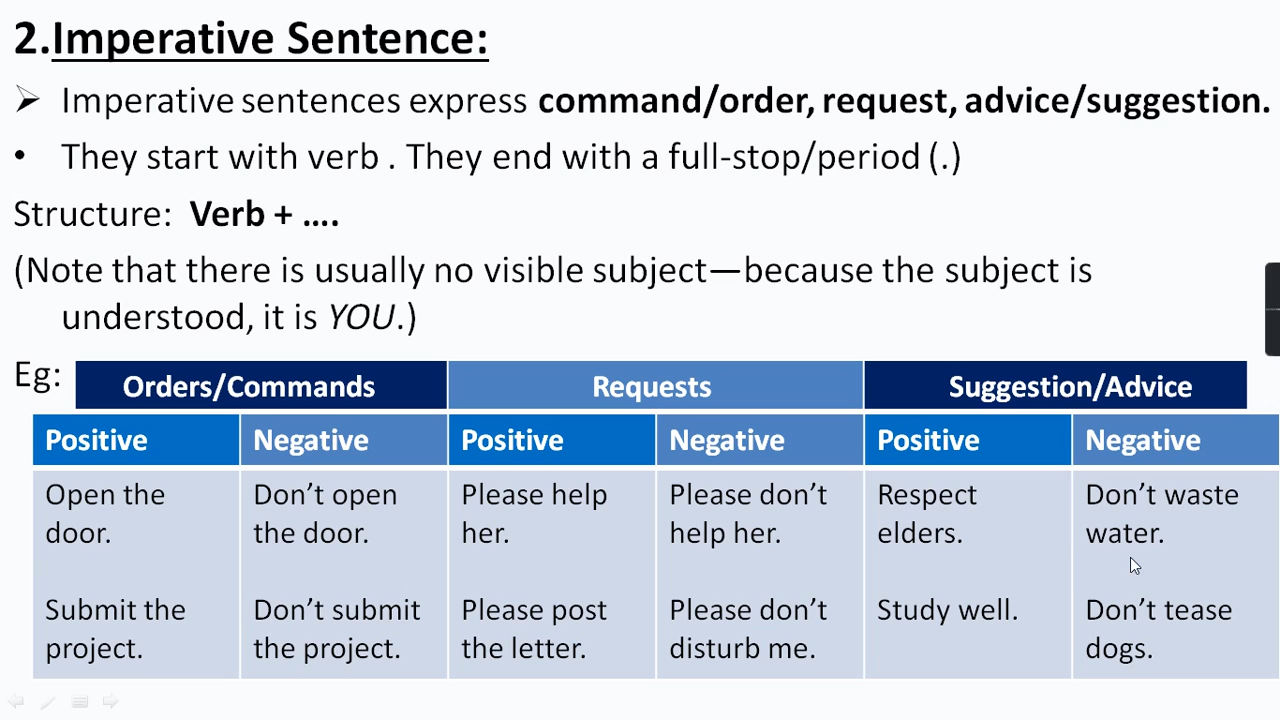 2.Imperative Sentence:
➢ Imperative sentences express command/order, request, advice/suggestion.
• They start with verb . They end with a full-stop/period (.)
Structure: Verb + ....
(Note that there is usually no visible subject—because the subject is
understood, it is YOU.)
Eg: Orders/Commands Requests Suggestion/Advice
Positive Negative Positive Negative Positive Negative
Open the Don’t open Please help Please don’t Respect Don’t waste
door. the door. her. help her. elders. water.
Submit the Don’t submit Please post Please don’t Study well. Don’t tease
project. the project. the letter. disturb me. dogs.